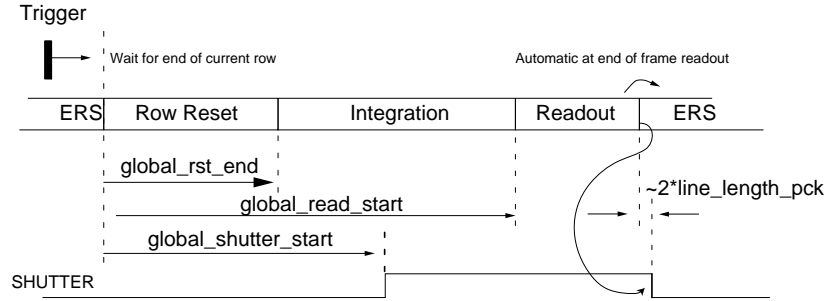 Trigger
Wait for end of current row
Automatic at end of frame readout
ERS Row Reset Integration Readout ERS
global_rst_end
~2*line_length_pck
global_read_start
global_shutter_start
SHUTTER